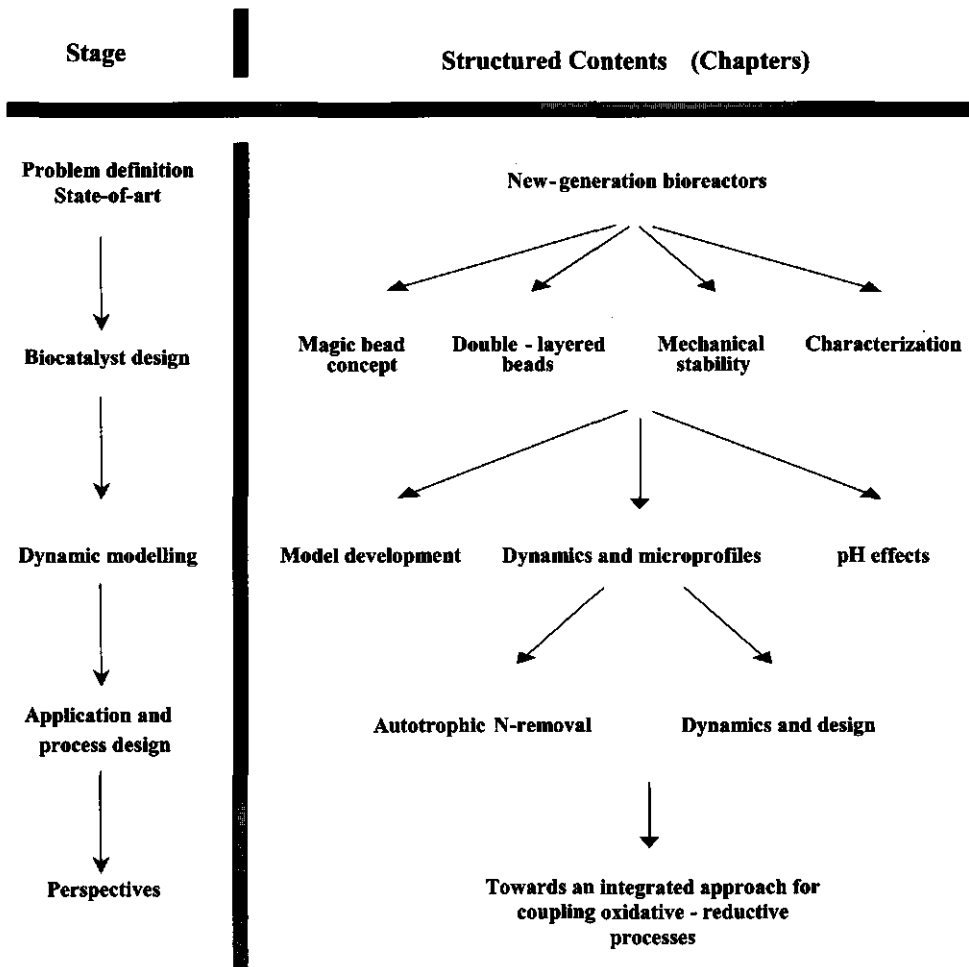 Stage
Structured Contents (Chapters)
Problem definition
State-of-art
New-generation bioreactors
Biocatalyst design
Magic bead
concept
Double - layered
beads
Mechanical
stability
Characterization
Dynamic modelling
Model development
Dynamics and microprofiles
pH effects
Application and
process design
Autotrophic N-removal
Dynamics and design
Perspectives
Towards an integrated approach for
coupling oxidative - reductive
processes